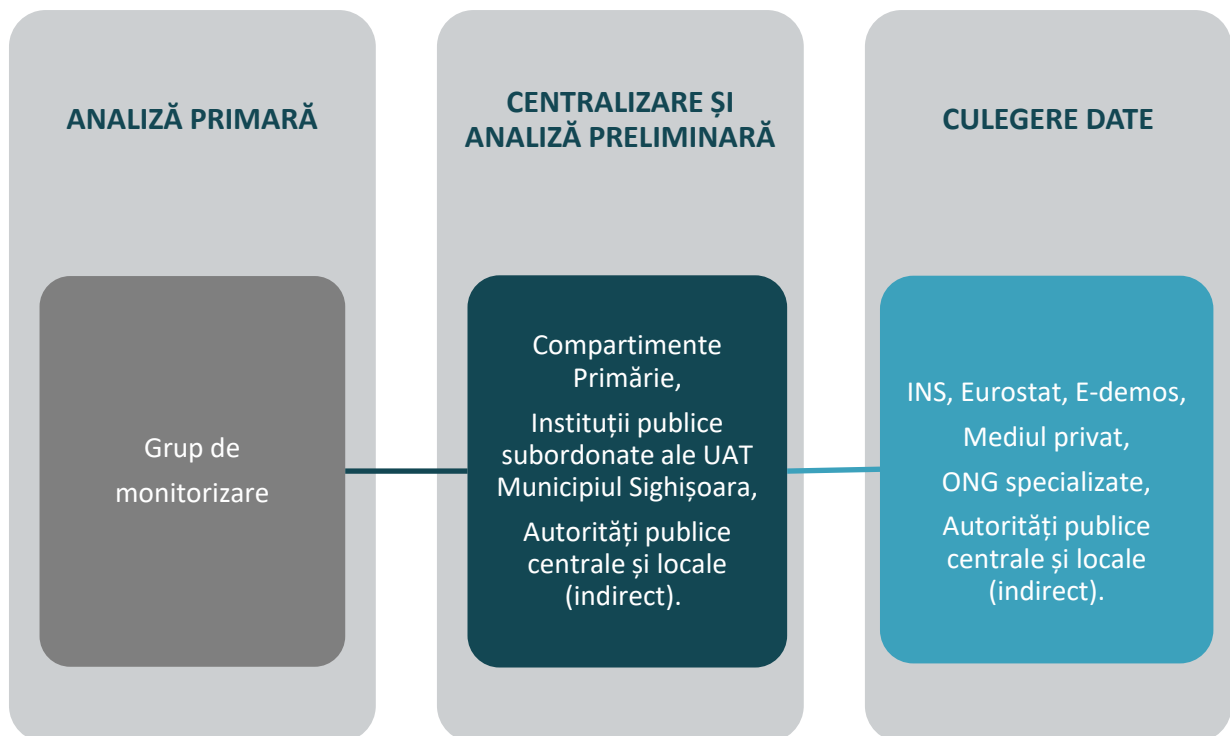 ANALIZĂ PRIMARĂ
Grup de
monitorizare
CENTRALIZARE ȘI
ANALIZĂ PRELIMINARĂ
Compartimente
Primărie,
Instituții publice
subordonate ale UAT
Municipiul Sighișoara,
Autorități publice
centrale și locale
(indirect).
CULEGERE DATE
INS, Eurostat, E-demos,
Mediul privat,
ONG specializate,
Autorități publice
centrale și locale
(indirect).